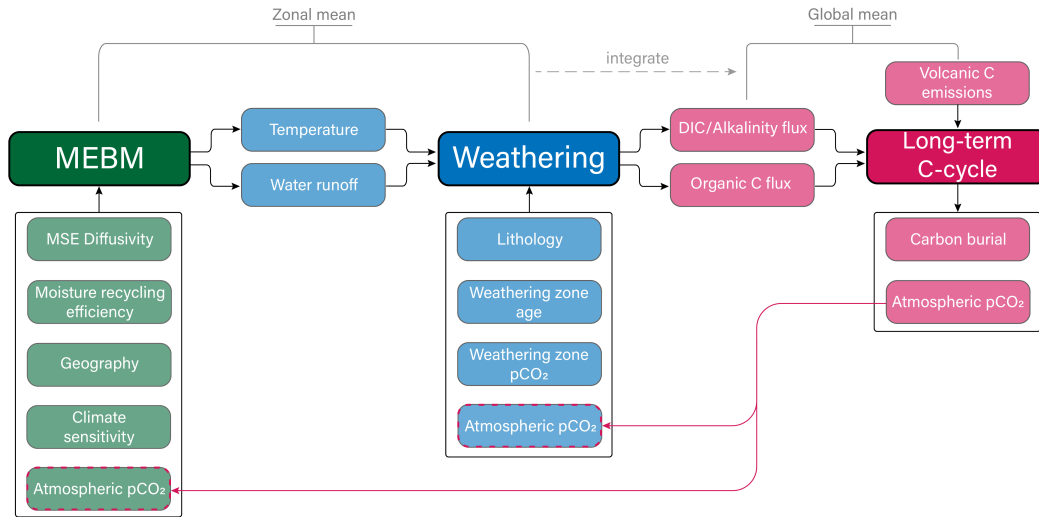 Zonal mean
Global mean
integrate
Volcanic C
emissions
MEBM
Temperature
Water runoff
Weathering
DIC/Alkalinity flux
Organic C flux
Long-term
C-cycle
MSE Diffusivity
Moisture recycling
efficiency
Geography
Climate
sensitivity
Atmospheric pCO₂
Lithology
Weathering zone
age
Weathering zone
pCO₂
Atmospheric pCO₂
Carbon burial
Atmospheric pCO₂